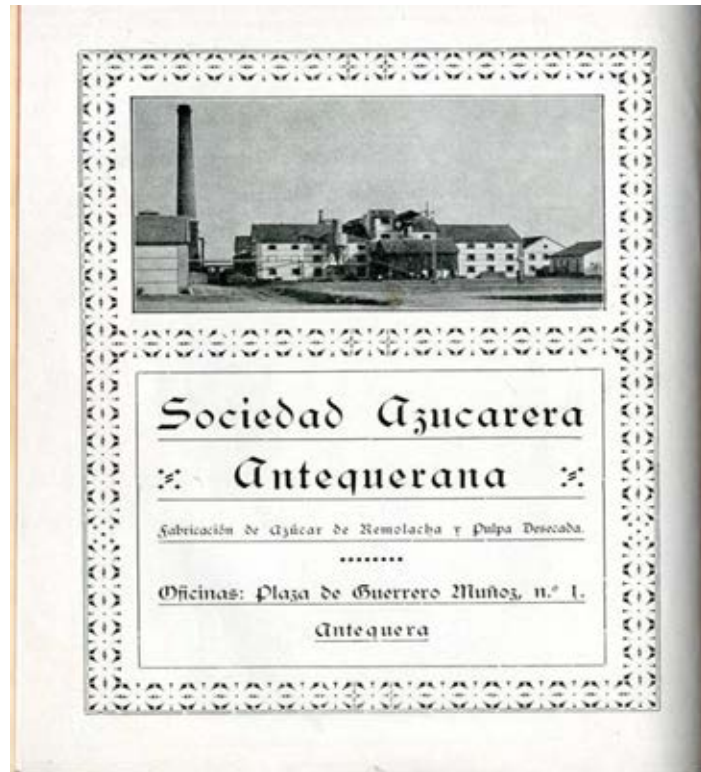 Sociedad Azucarera
Antequerana
Fabricación de Azúcar de Remolacha y Pulpa Desecada.
Oficinas: Plaza de Guerrero Muñoz, n.º 1.
Antequera